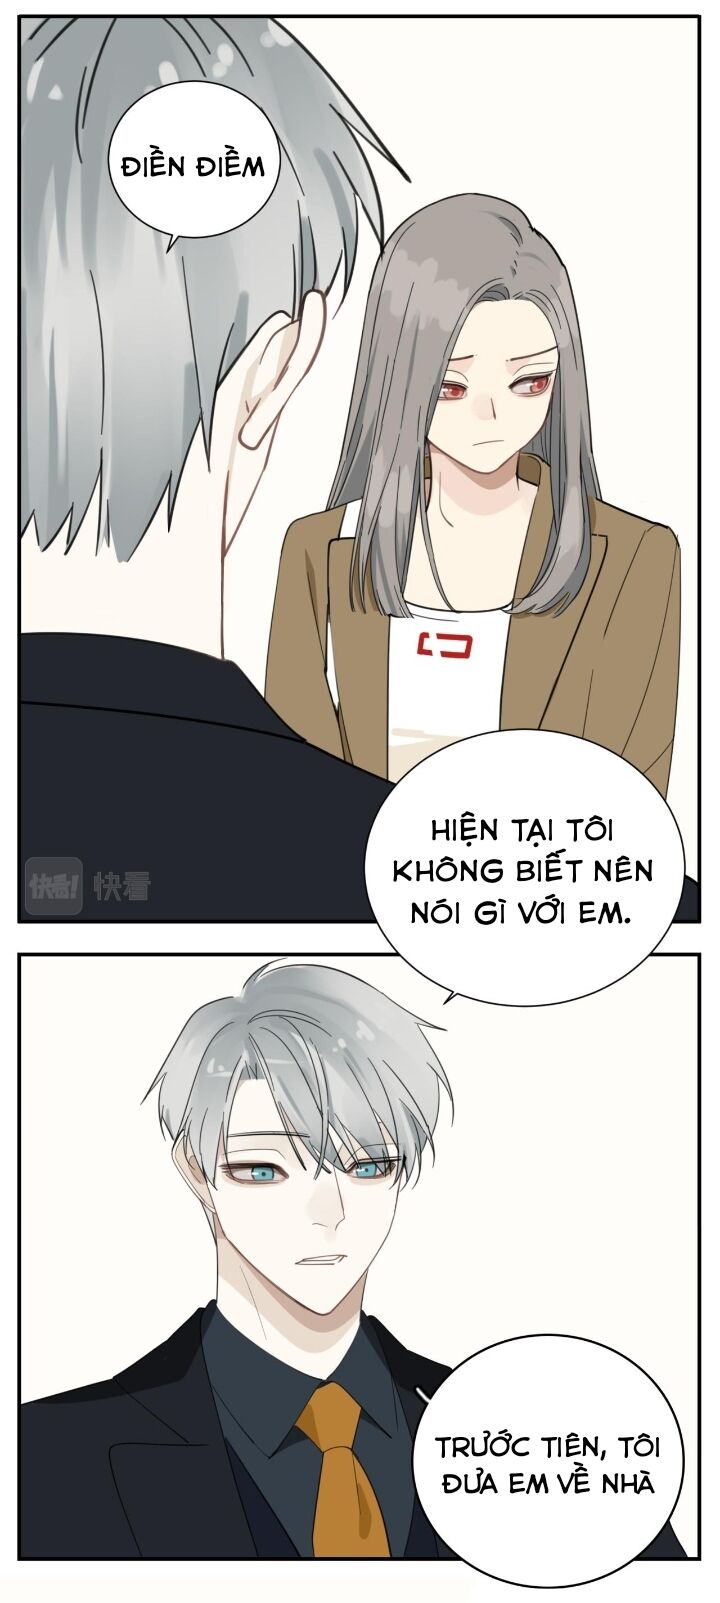 ĐIỀN ĐIỀM
HIỆN TẠI TÔI
KHÔNG BIẾT NÊN
NÓI GÌ VỚI EM.
快看! 快看
TRƯỚC TIÊN, TÔI
ĐƯA EM VỀ NHÀ